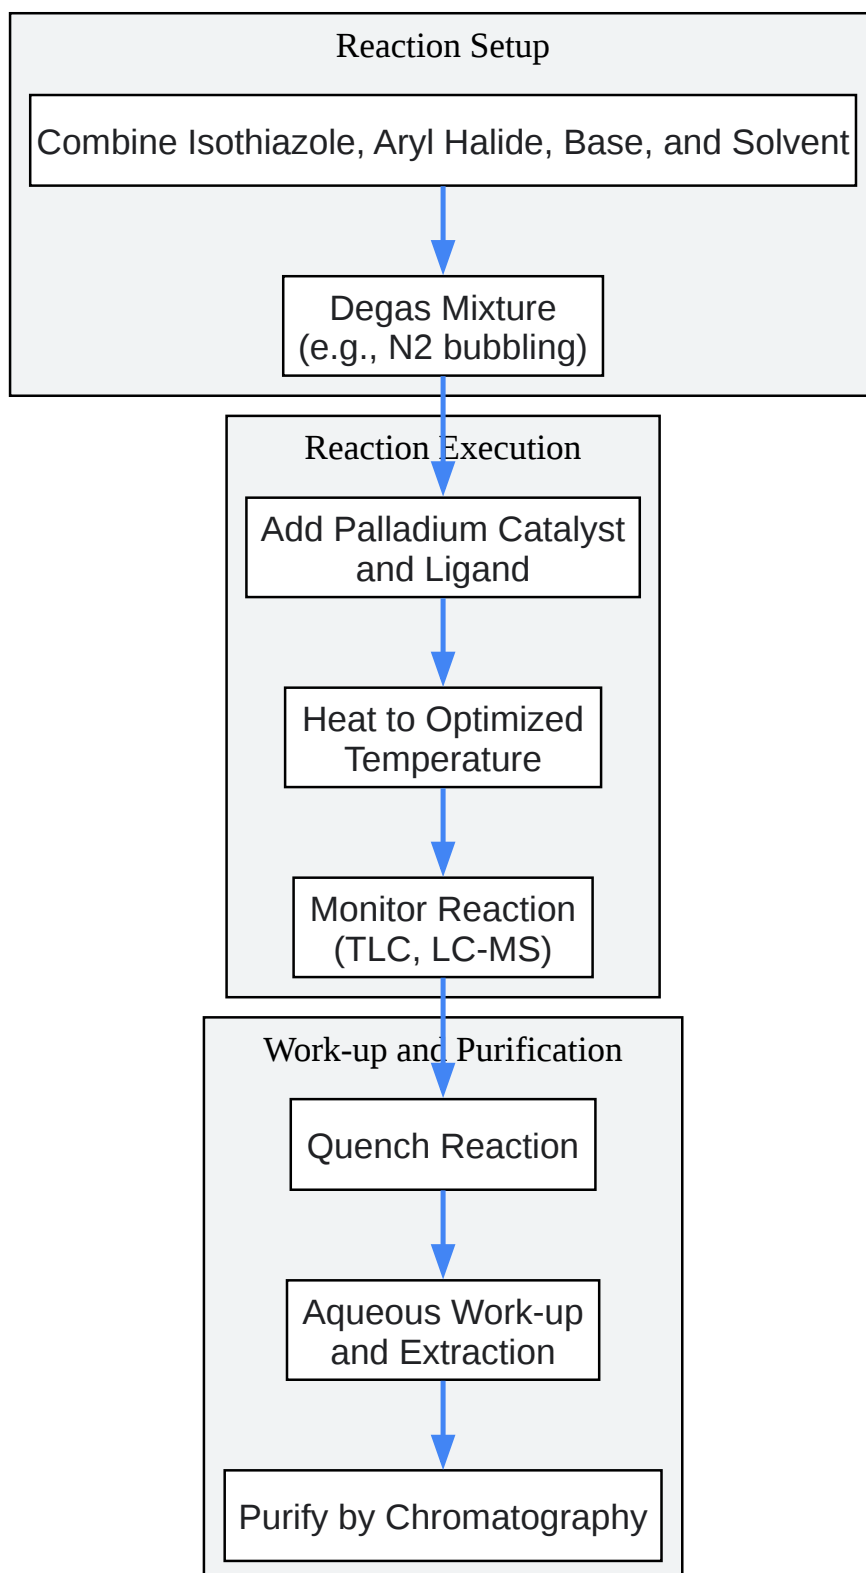 Reaction Setup
Combine Isothiazole, Aryl Halide, Base, and Solvent
Degas Mixture
(e.g., N2 bubbling)
Reaction Execution
Add Palladium Catalyst
and Ligand
Heat to Optimized
Temperature
Monitor Reaction
(TLC, LC-MS)
Work-up and Purification
Quench Reaction
Aqueous Work-up
and Extraction
Purify by Chromatography